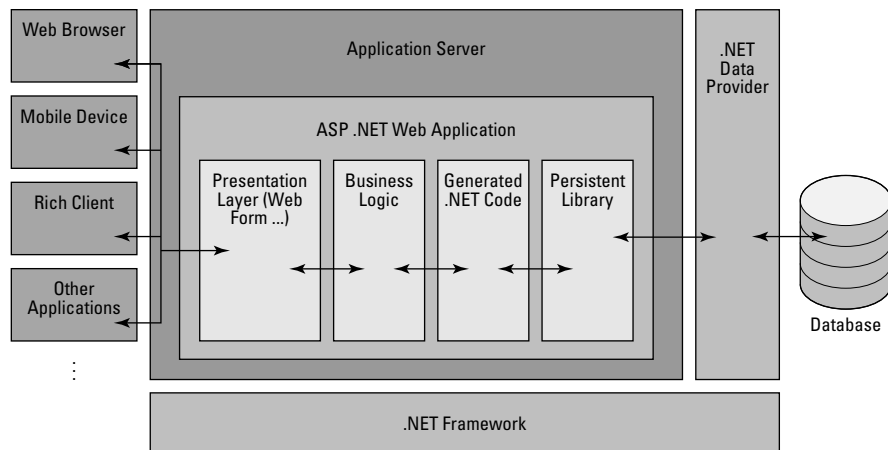 Web Browser
Mobile Device
Rich Client
Other
Applications
Application Server
ASP .NET Web Application
Presentation
Layer (Web
Form ...)
Business
Logic
Generated
.NET Code
Persistent
Library
.NET
Data
Provider
Database
.NET Framework